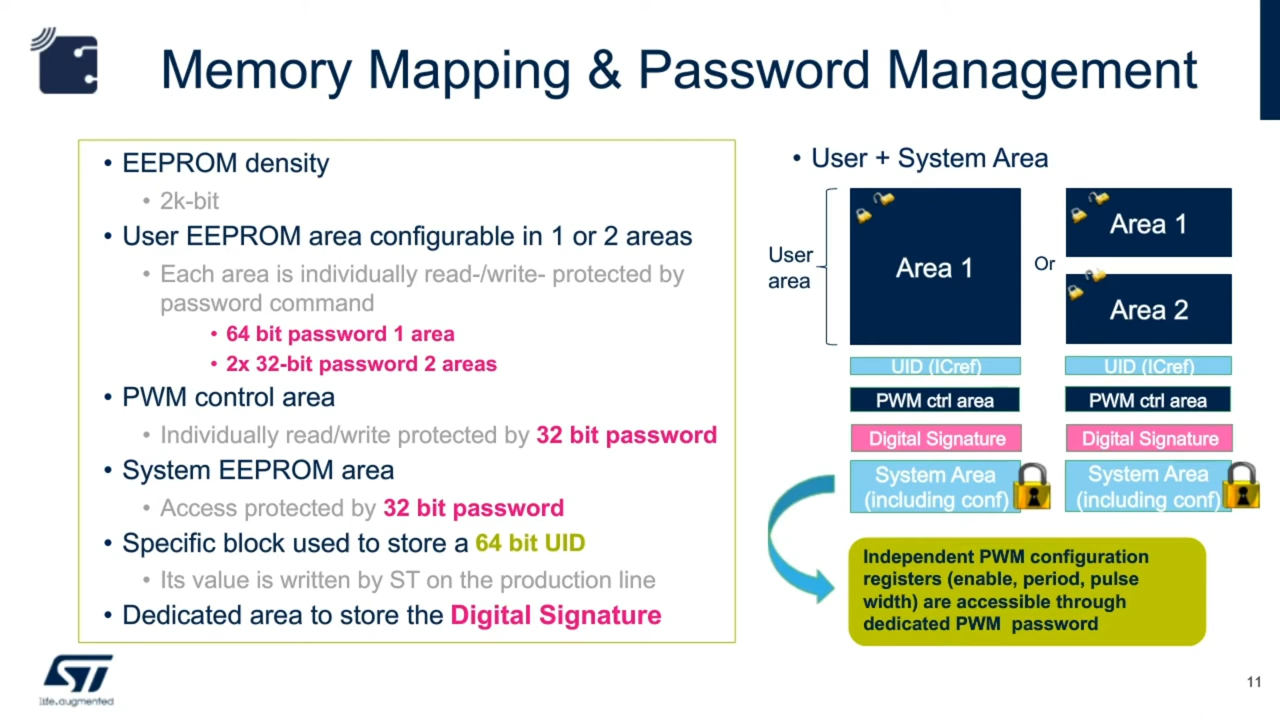 Memory Mapping & Password Management
• EEPROM density
• 2k-bit
• User EEPROM area configurable in 1 or 2 areas
• Each area is individually read-/write- protected by
password command
• 64 bit password 1 area
• 2x 32-bit password 2 areas
• PWM control area
• Individually read/write protected by 32 bit password
• System EEPROM area
• Access protected by 32 bit password
• Specific block used to store a 64 bit UID
• Its value is written by ST on the production line
• Dedicated area to store the Digital Signature
• User + System Area
User
area
Area 1
Or
Area 1
Area 2
UID (ICref)
PWM ctrl area
Digital Signature
System Area
(including conf)
UID (ICref)
PWM ctrl area
Digital Signature
System Area
(including conf)
Independent PWM configuration
registers (enable, period, pulse
width) are accessible through
dedicated PWM password
ST
life.augmented
11